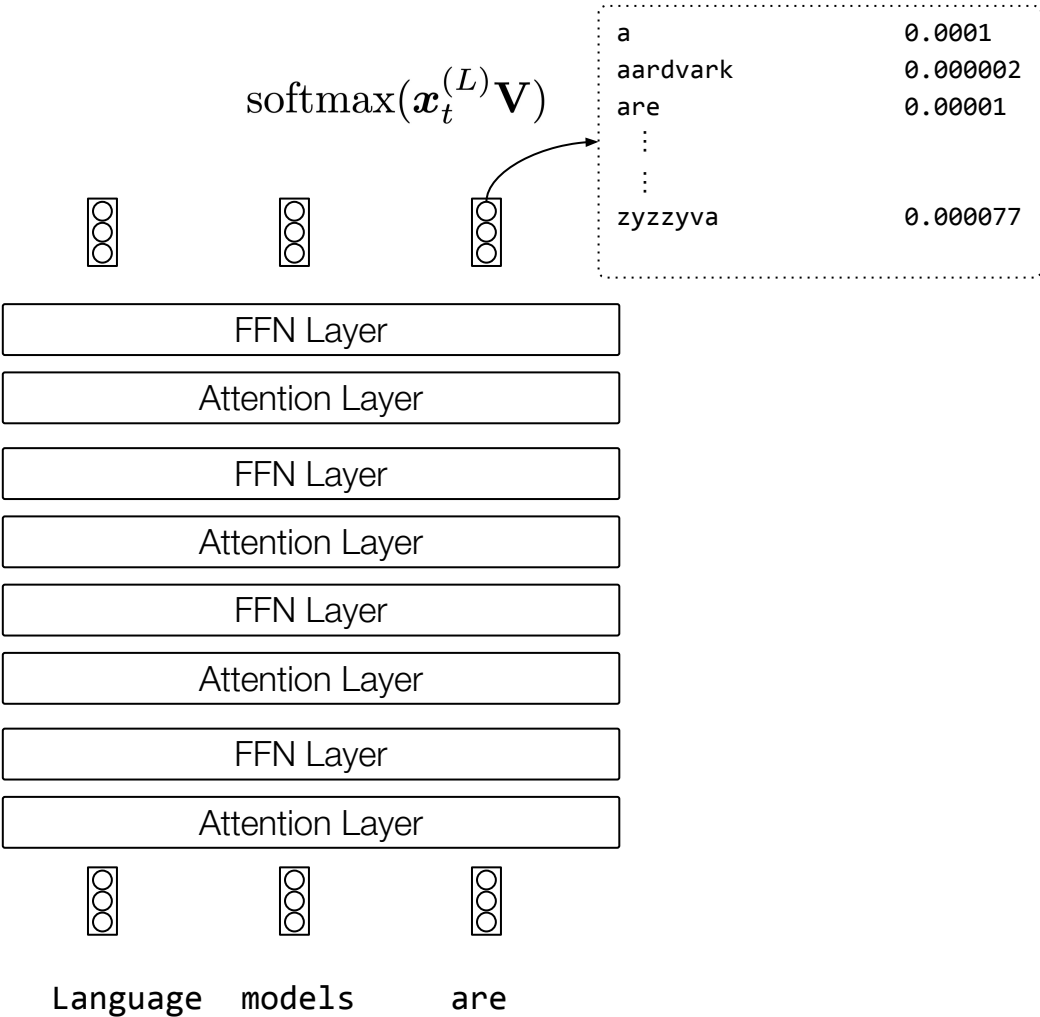 a 0.0001
aardvark 0.000002
softmax(𝒙_t^(L) 𝐕)
are 0.00001
⋮
⋮
zyzzyva 0.000077
FFN Layer
Attention Layer
FFN Layer
Attention Layer
FFN Layer
Attention Layer
FFN Layer
Attention Layer
Language models are